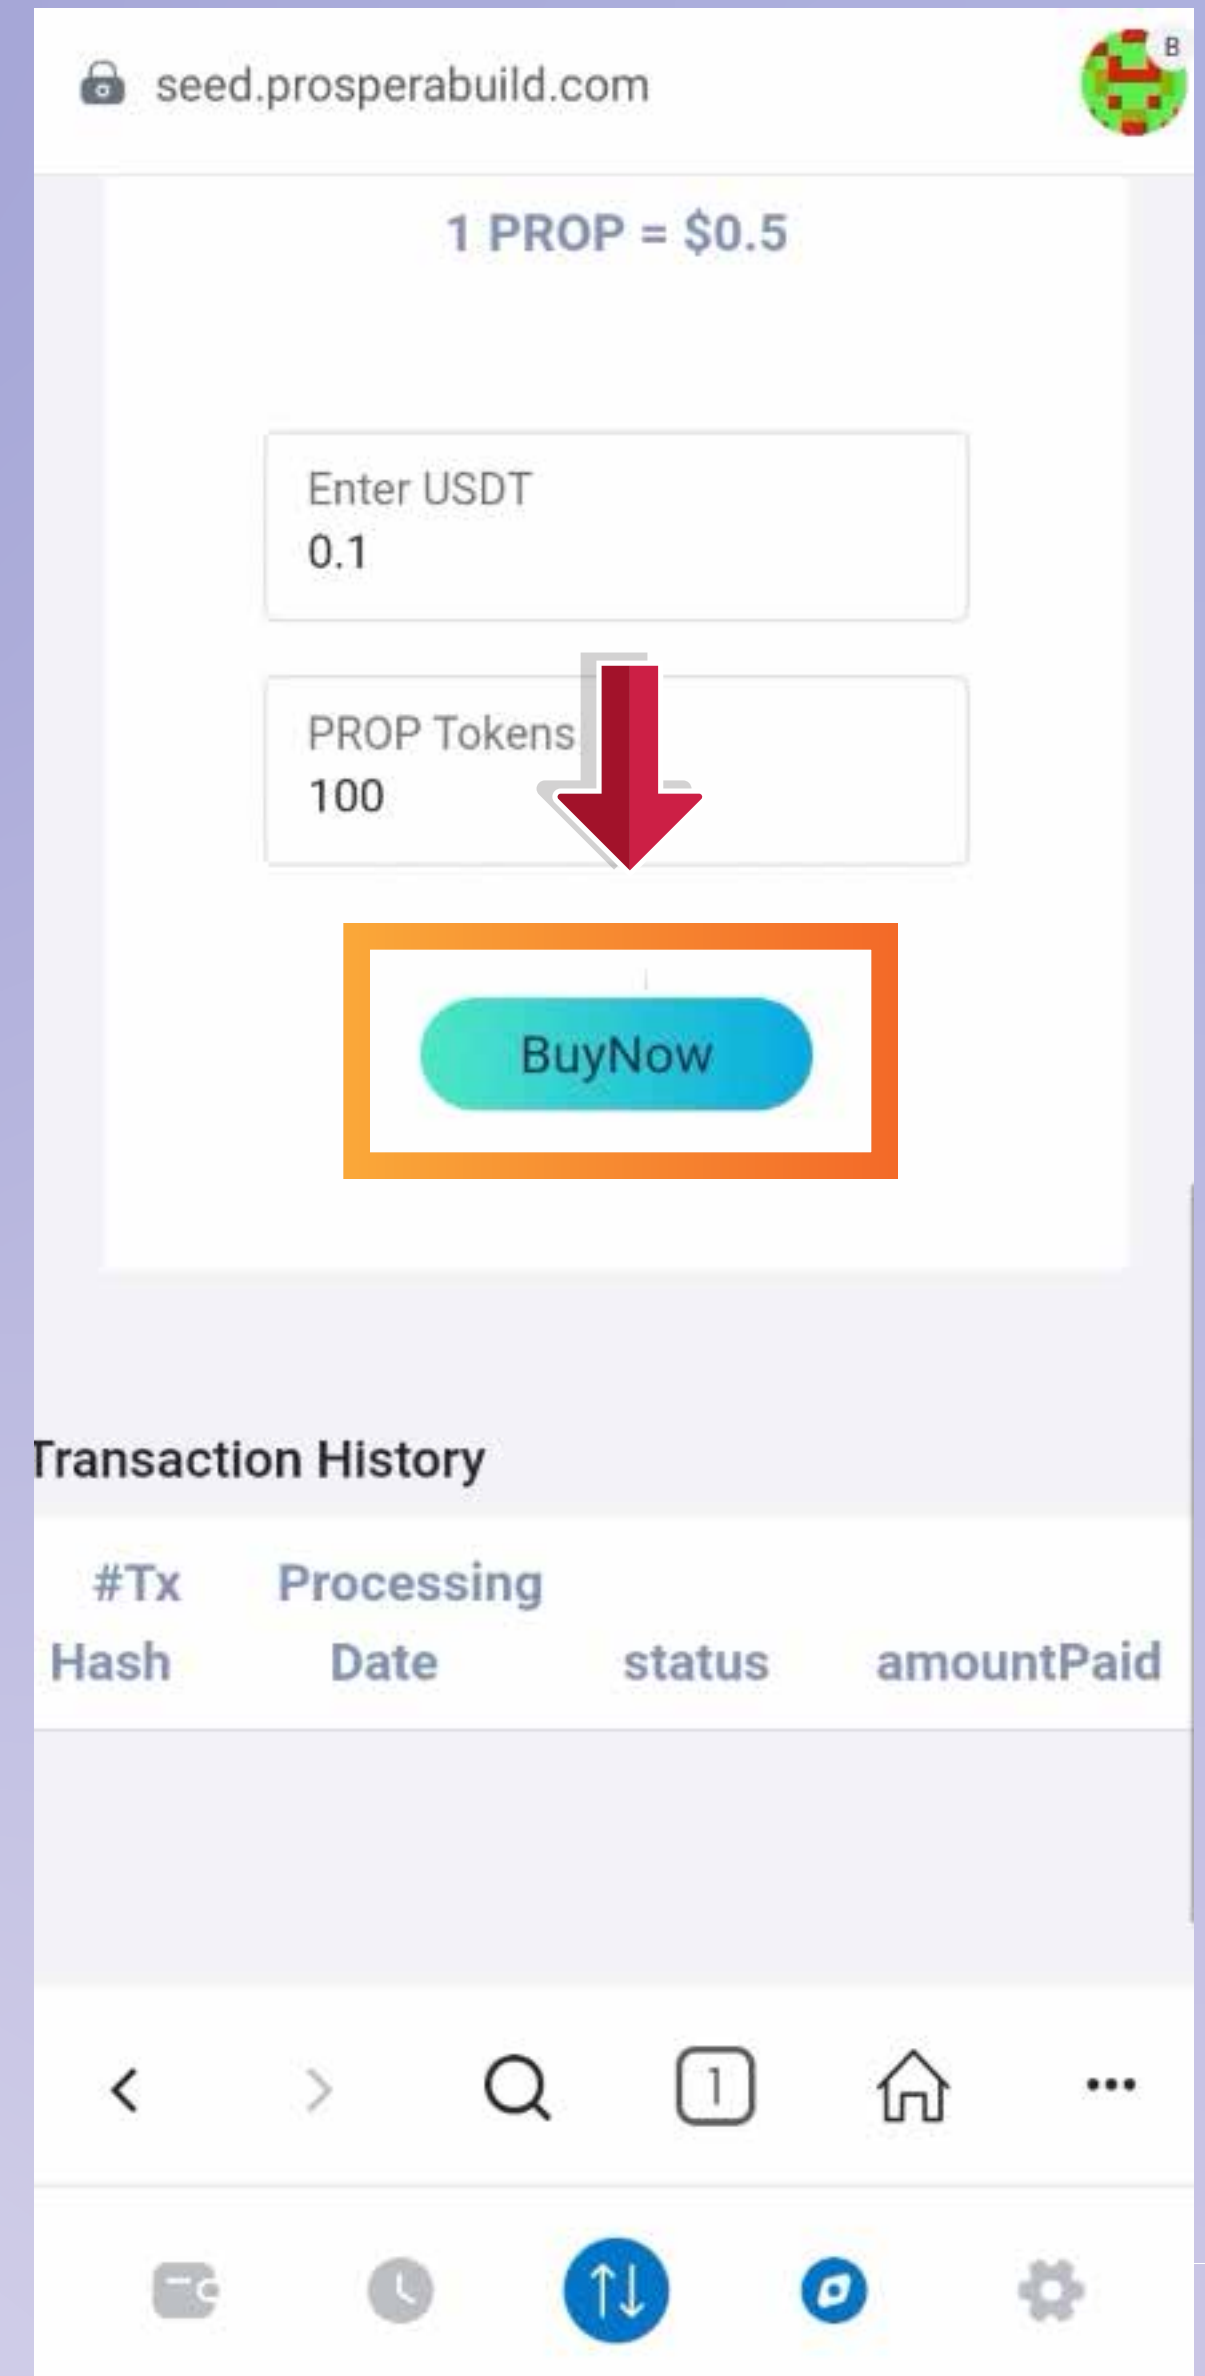 seed.prosperabuild.com
B
1 PROP = $0.5
Enter USDT
0.1
PROP Tokens
100
BuyNow
Transaction History
#Tx Hash
Processing Date
status
amountPaid
1